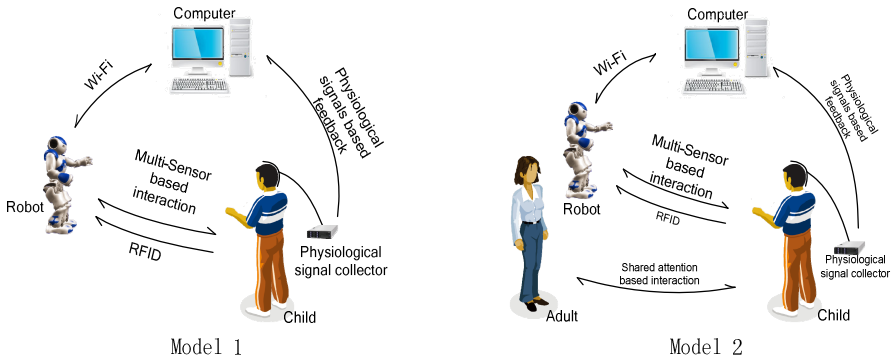 Computer
Wi-Fi
Physiological
signals based
feedback
Multi-Sensor
based
interaction
Robot
RFID
Physiological
signal collector
Child
Model 1
Computer
Wi-Fi
Physiological
signals based
feedback
Multi-Sensor
based
interaction
Robot
RFID
Physiological
signal collector
Shared attention
based interaction
Adult
Child
Model 2